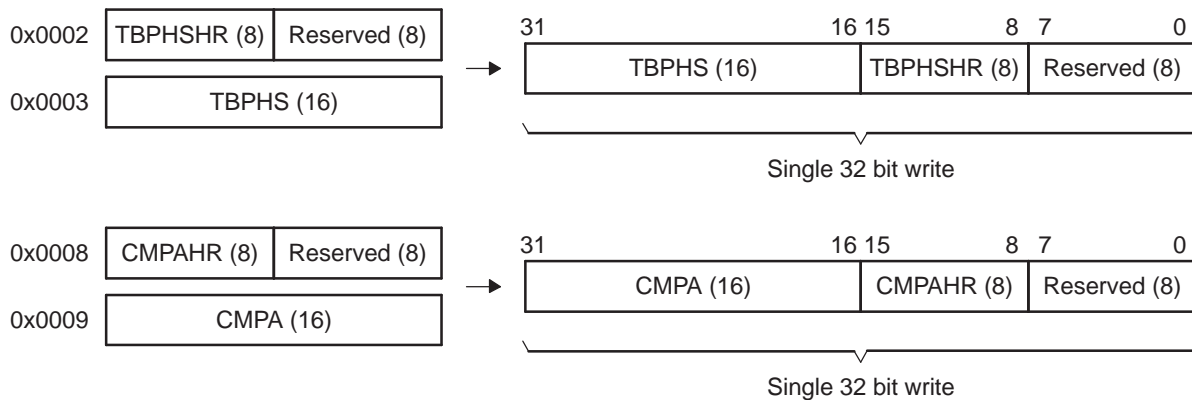 0x0002 TBPHSHR (8) Reserved (8)
31 16 15 8 7 0
TBPHS (16) TBPHSHR (8) Reserved (8)
0x0003 TBPHS (16)
Single 32 bit write
0x0008 CMPAHR (8) Reserved (8)
31 16 15 8 7 0
CMPA (16) CMPAHR (8) Reserved (8)
0x0009 CMPA (16)
Single 32 bit write